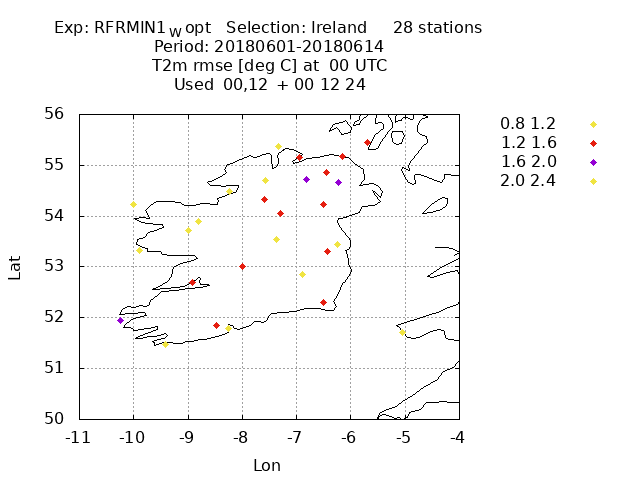 Exp: RFRMIN1_W opt Selection: Ireland 28 stations
Period: 20180601-20180614
T2m rmse [deg C] at 00 UTC
Used 00,12 + 00 12 24
0.8 1.2
1.2 1.6
1.6 2.0
2.0 2.4
56
55
54
53
52
51
50
Lat
-11 -10 -9 -8 -7 -6 -5 -4
Lon